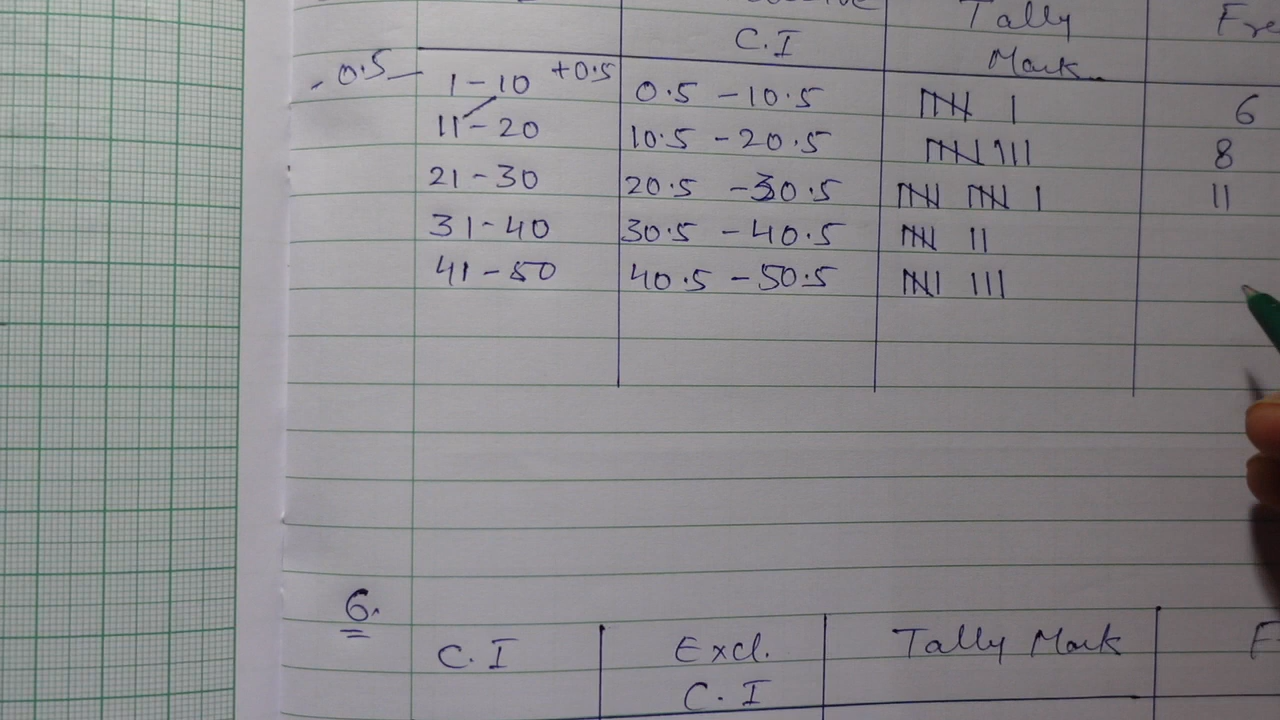 C.I Tally
Mark
- 0.5 1-10 +0.5 0.5 - 10.5 6
11-20 10.5 - 20.5 8
21-30 20.5 - 30.5 11
31-40 30.5 - 40.5
41-50 40.5 - 50.5
6.
C.I Excl. Tally Mark F
C.I